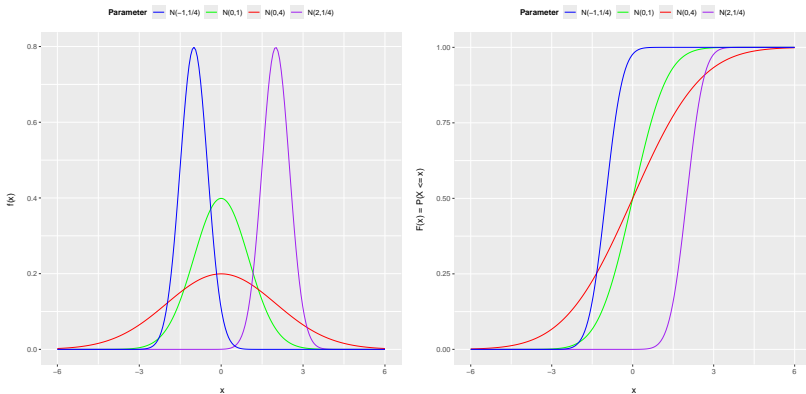 Parameter N(−1,1/4) N(0,1) N(0,4) N(2,1/4)
0.8
0.6
0.4
0.2
0.0
f(x)
−6 −3 0 3 6
x
Parameter N(−1,1/4) N(0,1) N(0,4) N(2,1/4)
1.00
0.75
0.50
0.25
0.00
F(x) = P(X <= x)
−6 −3 0 3 6
x